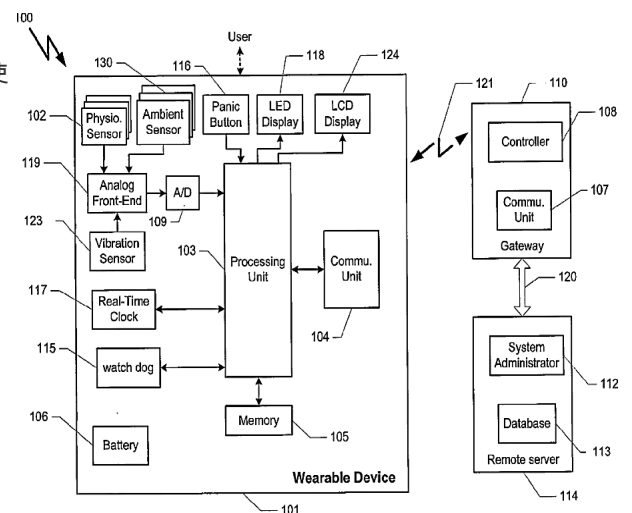 100
使
User
116
118
124
130
102
Physio.
Sensor
Ambient
Sensor
Panic
Button
LED
Display
LCD
Display
121
110
108
Controller
119
Analog
Front-End
A/D
109
Commu.
Unit
107
Gateway
123
Vibration
Sensor
103
Processing
Unit
Commu.
Unit
104
120
117
Real-Time
Clock
115
watch dog
System
Administrator
112
106
Battery
Memory
105
Database
113
Remote server
114
Wearable Device
101